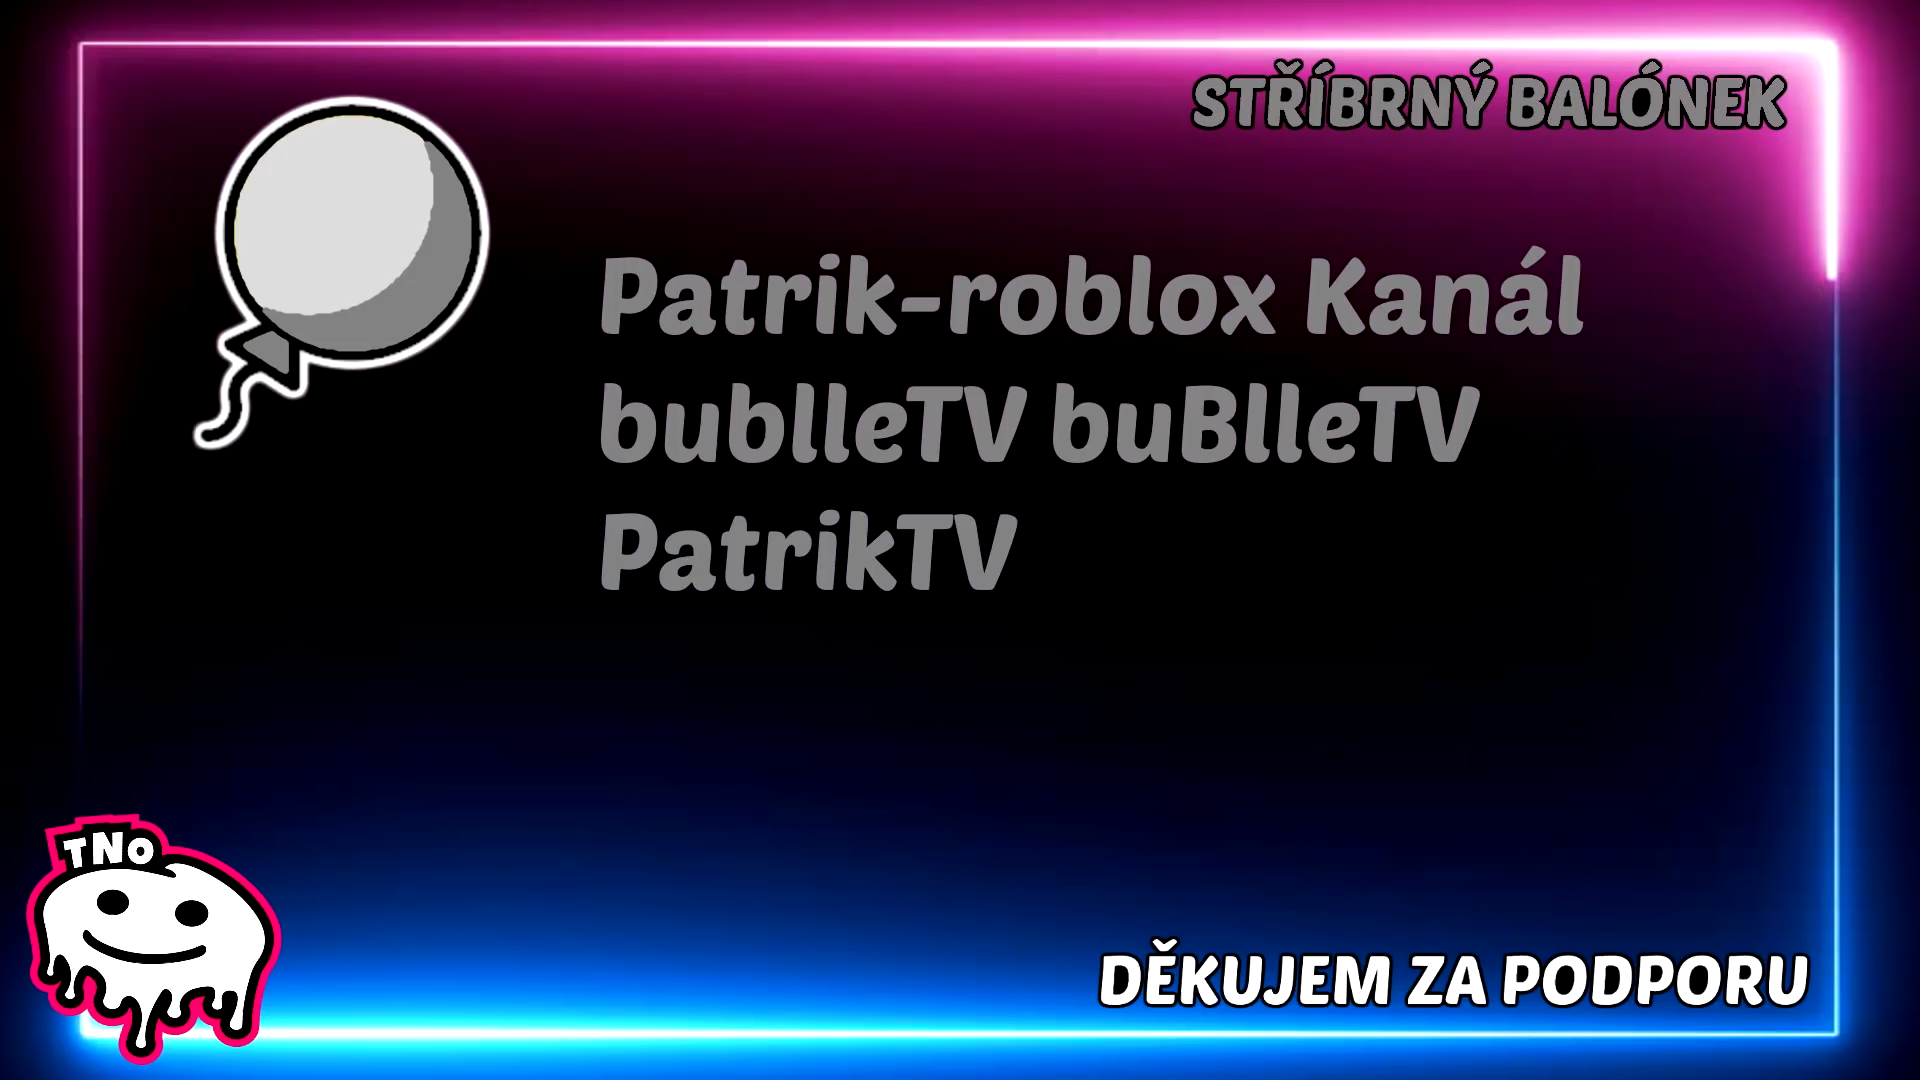 STŘÍBRNÝ BALÓNEK
Patrik-roblox Kanál
bublleTV buBlleTV
PatrikTV
TNo
DĚKUJEM ZA PODPORU